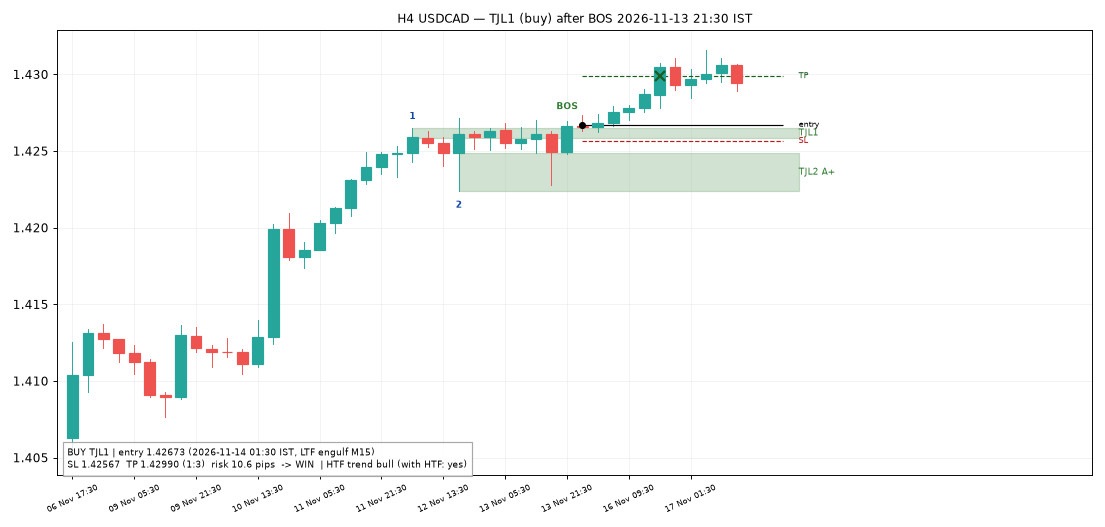 H4 USDCAD — TJL1 (buy) after BOS 2026-11-13 21:30 IST
1.430
1.425
1.420
1.415
1.410
1.405
1
2
BOS
TP
entry
TJL1
SL
TJL2 A+
BUY TJL1 | entry 1.42673 (2026-11-14 01:30 IST, LTF engulf M15)
SL 1.42567  TP 1.42990 (1:3)  risk 10.6 pips  -> WIN  | HTF trend bull (with HTF: yes)
06 Nov 17:30
09 Nov 05:30
09 Nov 21:30
10 Nov 13:30
11 Nov 05:30
11 Nov 21:30
12 Nov 13:30
13 Nov 05:30
13 Nov 21:30
16 Nov 09:30
17 Nov 01:30